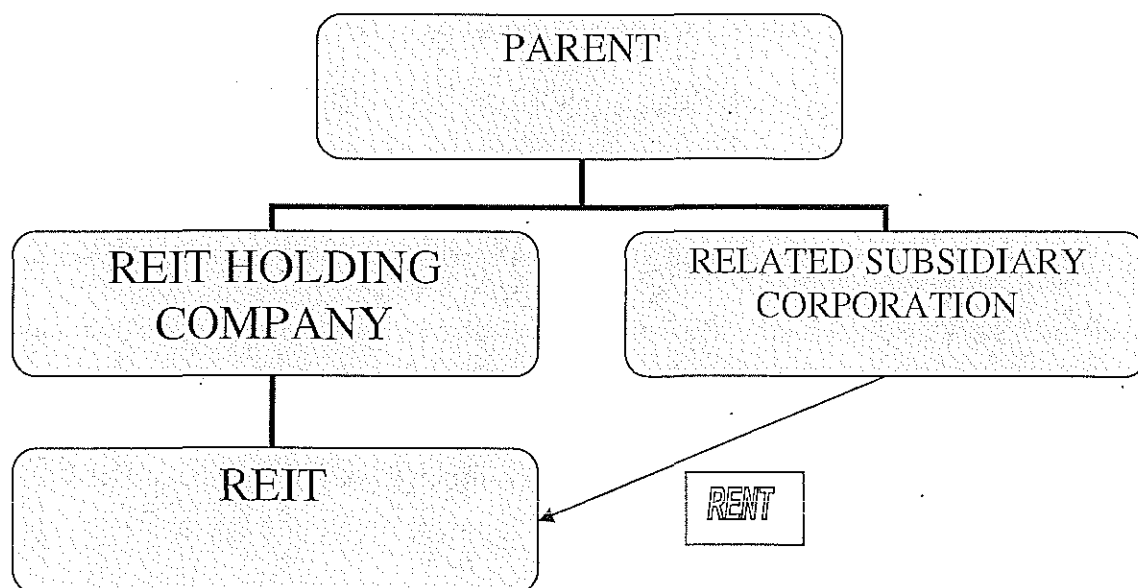 PARENT
REIT HOLDING
COMPANY
RELATED SUBSIDIARY
CORPORATION
REIT
RENT